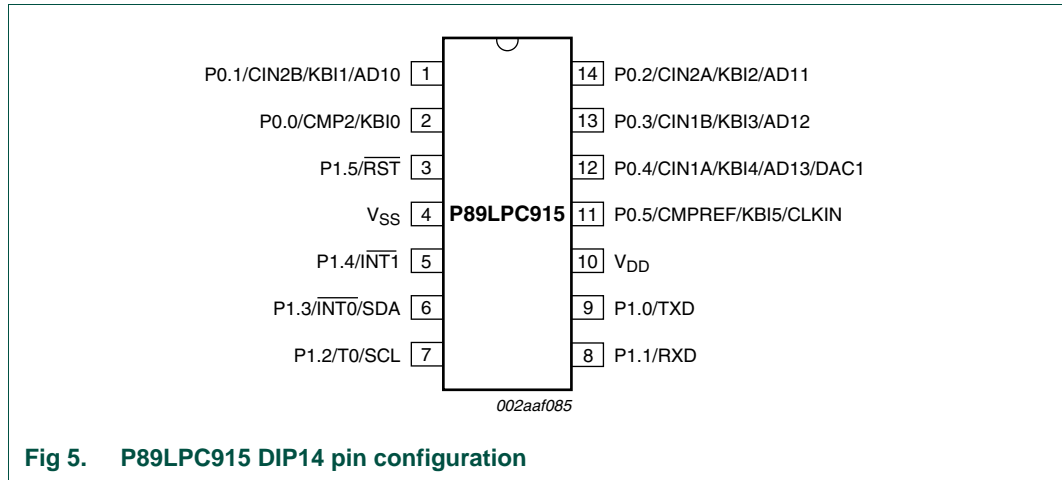 P0.1/CIN2B/KBI1/AD10 1 14 P0.2/CIN2A/KBI2/AD11
P0.0/CMP2/KBI0 2 13 P0.3/CIN1B/KBI3/AD12
P1.5/R̅S̅T̅ 3 12 P0.4/CIN1A/KBI4/AD13/DAC1
VSS 4 P89LPC915 11 P0.5/CMPREF/KBI5/CLKIN
P1.4/I̅N̅T̅1̅ 5 10 VDD
P1.3/I̅N̅T̅0̅/SDA 6 9 P1.0/TXD
P1.2/T0/SCL 7 8 P1.1/RXD
002aaf085
Fig 5. P89LPC915 DIP14 pin configuration